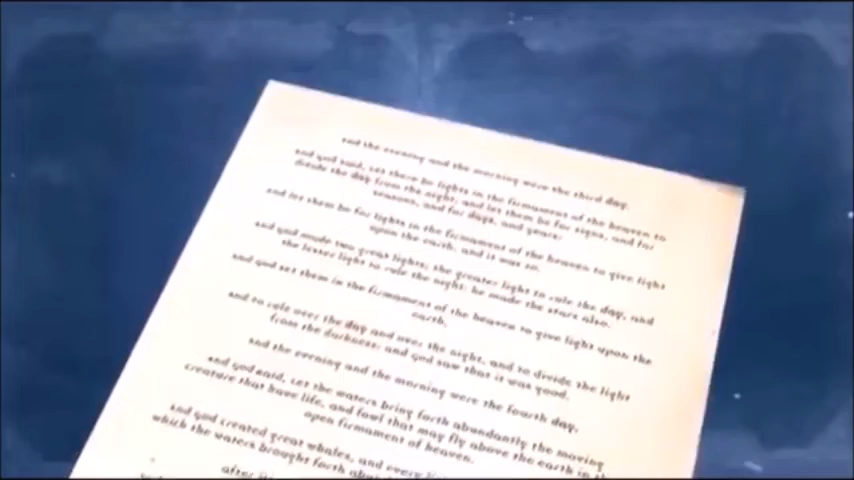 and the evening and the morning were the third day.
and god said, let there be lights in the firmament of the heaven to
divide the day from the night; and let them be for signs, and for
seasons, and for days, and years:
and let them be for lights in the firmament of the heaven to give light
upon the earth, and it was so.
and god made two great lights; the greater light to rule the day, and
the lesser light to rule the night: he made the stars also.
and god set them in the firmament of the heaven to give light upon the
earth,
and to rule over the day and over the night, and to divide the light
from the darkness: and god saw that it was good.
and the evening and the morning were the fourth day.
and god said, let the waters bring forth abundantly the moving
creature that have life, and fowl that may fly above the earth in the
open firmament of heaven.
and god created great whales, and every
which the waters brought forth
after